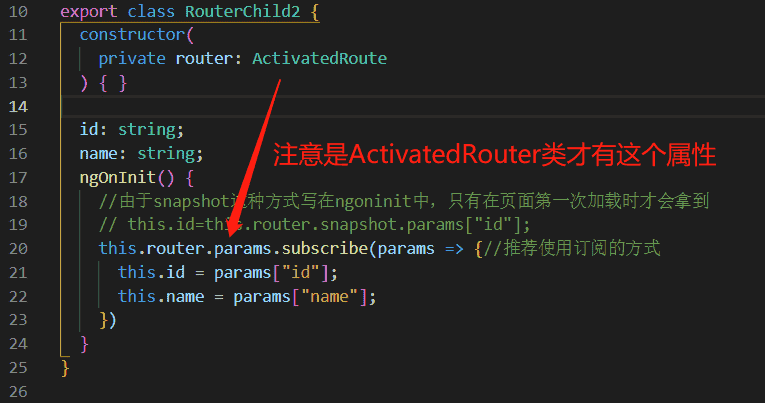 10 export class RouterChild2 {
11 constructor(
12 private router: ActivatedRoute
13 ) { }
14
15 id: string;
16 name: string;
注意是ActivatedRouter类才有这个属性
17 ngOnInit() {
18 //由于snapshot这种方式写在ngoninit中，只有在页面第一次加载时才会拿到
19 // this.id=this.router.snapshot.params["id"];
20 this.router.params.subscribe(params => {//推荐使用订阅的方式
21 this.id = params["id"];
22 this.name = params["name"];
23 })
24 }
25 }
26